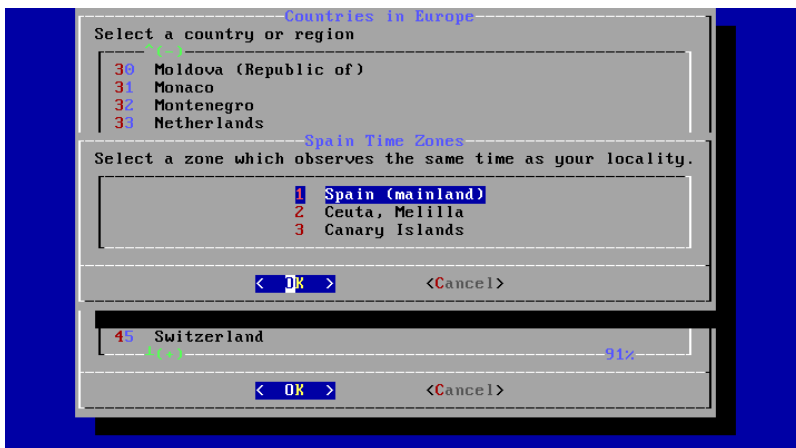 Countries in Europe
Select a country or region
^(-)
30 Moldova (Republic of)
31 Monaco
32 Montenegro
33 Netherlands
Spain Time Zones
Select a zone which observes the same time as your locality.
1 Spain (mainland)
2 Ceuta, Melilla
3 Canary Islands
< OK > <Cancel>
45 Switzerland
┴(+) 91%
< OK > <Cancel>